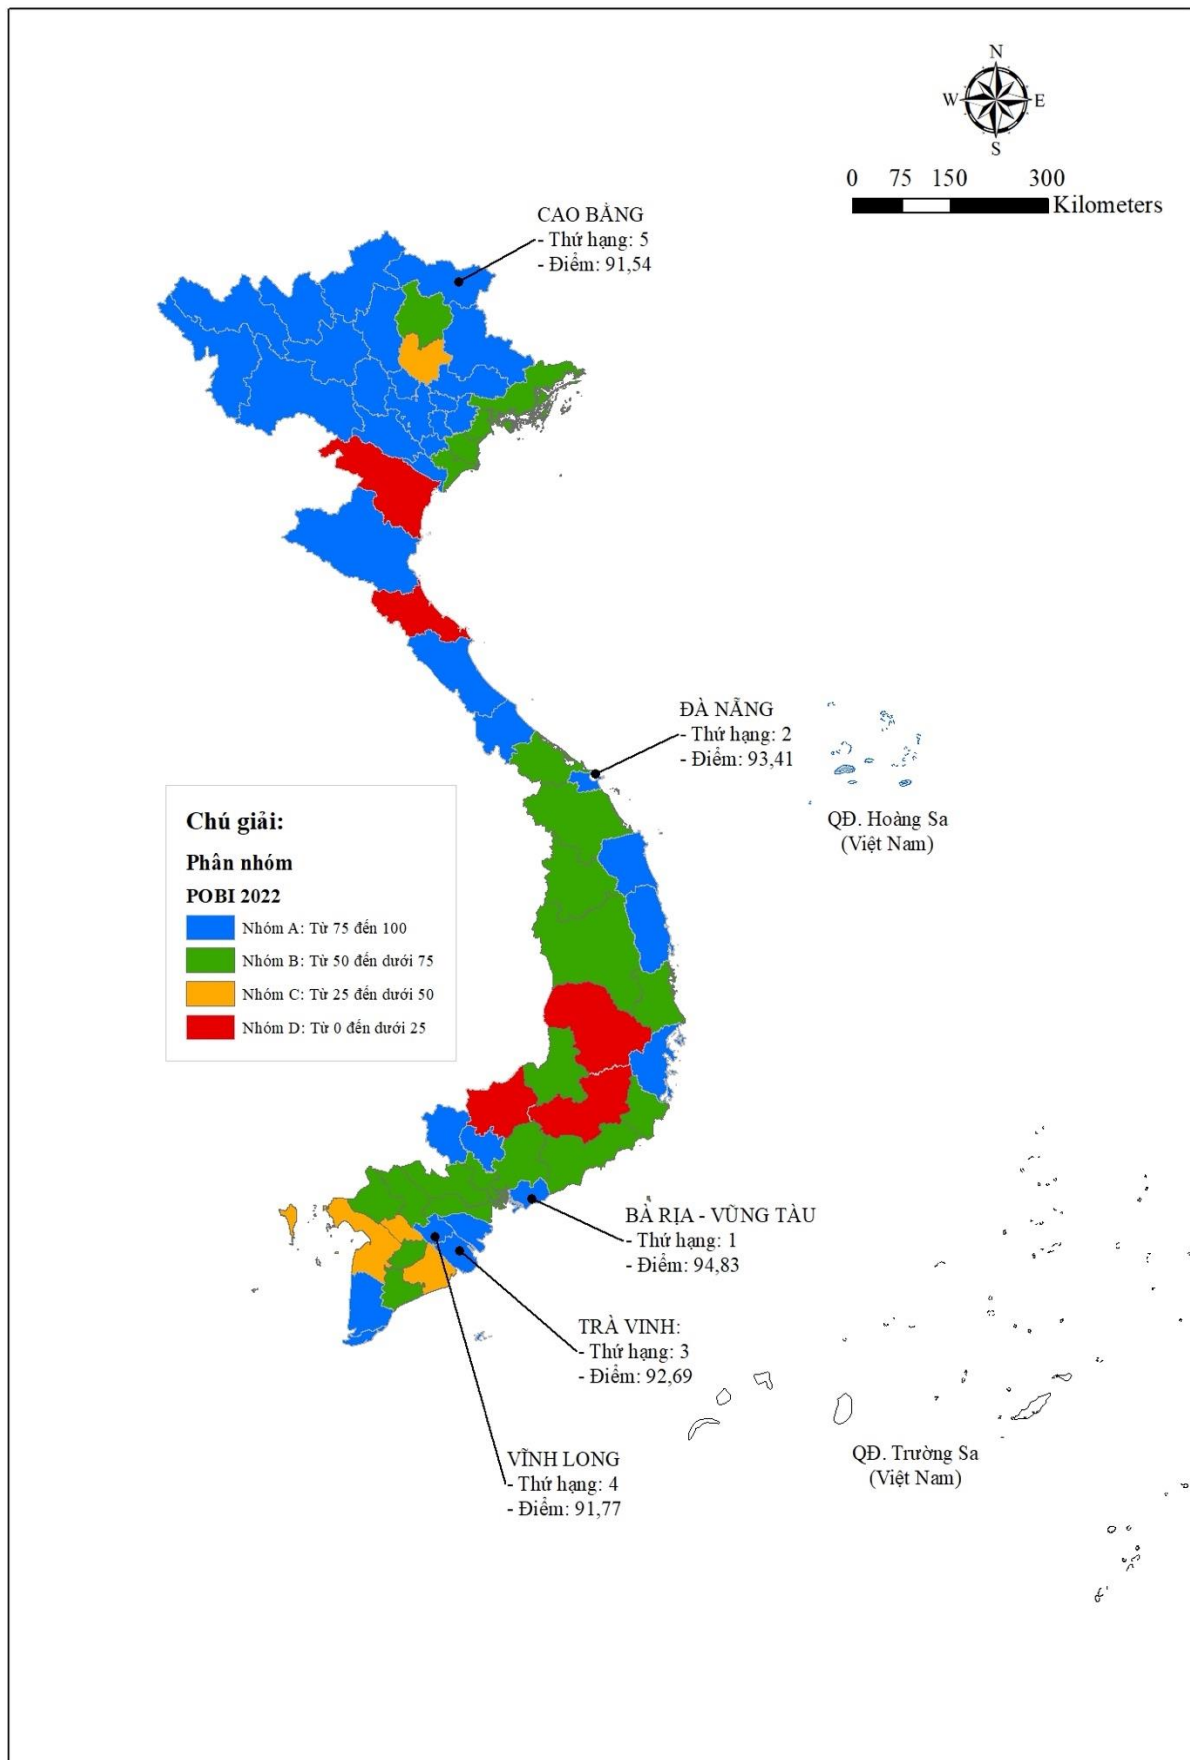 N
W
E
S
0 75 150 300
Kilometers
CAO BẰNG
- Thứ hạng: 5
- Điểm: 91,54
ĐÀ NẴNG
- Thứ hạng: 2
- Điểm: 93,41
QĐ. Hoàng Sa
(Việt Nam)
Chú giải:
Phân nhóm
POBI 2022
Nhóm A: Từ 75 đến 100
Nhóm B: Từ 50 đến dưới 75
Nhóm C: Từ 25 đến dưới 50
Nhóm D: Từ 0 đến dưới 25
BÀ RỊA - VŨNG TÀU
- Thứ hạng: 1
- Điểm: 94,83
TRÀ VINH:
- Thứ hạng: 3
- Điểm: 92,69
VĨNH LONG
- Thứ hạng: 4
- Điểm: 91,77
QĐ. Trường Sa
(Việt Nam)